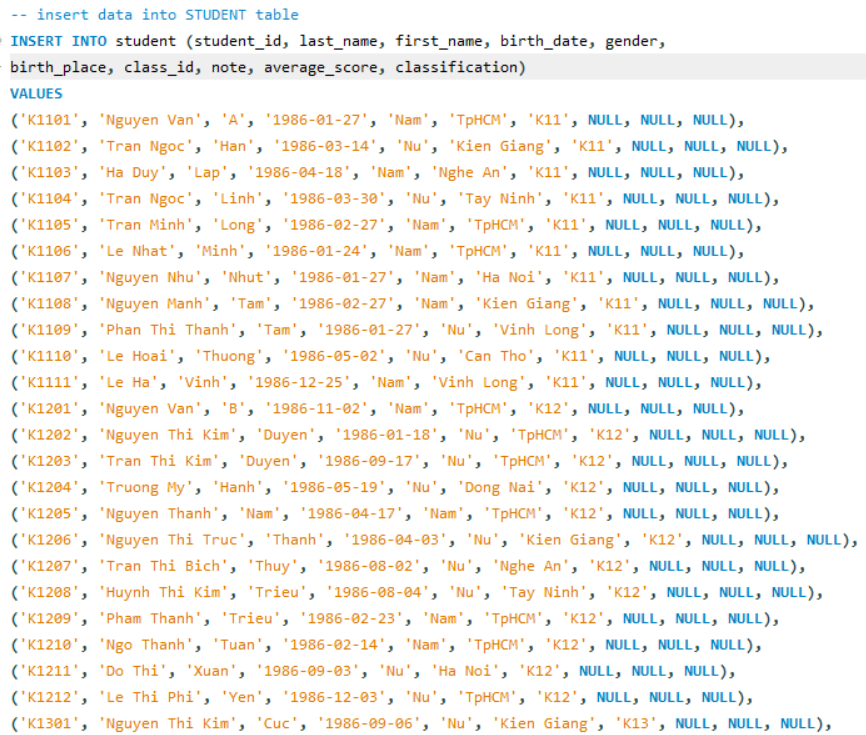 -- insert data into STUDENT table
INSERT INTO student (student_id, last_name, first_name, birth_date, gender,
birth_place, class_id, note, average_score, classification)
VALUES
('K1101', 'Nguyen Van', 'A', '1986-01-27', 'Nam', 'TpHCM', 'K11', NULL, NULL, NULL),
('K1102', 'Tran Ngoc', 'Han', '1986-03-14', 'Nu', 'Kien Giang', 'K11', NULL, NULL, NULL),
('K1103', 'Ha Duy', 'Lap', '1986-04-18', 'Nam', 'Nghe An', 'K11', NULL, NULL, NULL),
('K1104', 'Tran Ngoc', 'Linh', '1986-03-30', 'Nu', 'Tay Ninh', 'K11', NULL, NULL, NULL),
('K1105', 'Tran Minh', 'Long', '1986-02-27', 'Nam', 'TpHCM', 'K11', NULL, NULL, NULL),
('K1106', 'Le Nhat', 'Minh', '1986-01-24', 'Nam', 'TpHCM', 'K11', NULL, NULL, NULL),
('K1107', 'Nguyen Nhu', 'Nhut', '1986-01-27', 'Nam', 'Ha Noi', 'K11', NULL, NULL, NULL),
('K1108', 'Nguyen Manh', 'Tam', '1986-02-27', 'Nam', 'Kien Giang', 'K11', NULL, NULL, NULL),
('K1109', 'Phan Thi Thanh', 'Tam', '1986-01-27', 'Nu', 'Vinh Long', 'K11', NULL, NULL, NULL),
('K1110', 'Le Hoai', 'Thuong', '1986-05-02', 'Nu', 'Can Tho', 'K11', NULL, NULL, NULL),
('K1111', 'Le Ha', 'Vinh', '1986-12-25', 'Nam', 'Vinh Long', 'K11', NULL, NULL, NULL),
('K1201', 'Nguyen Van', 'B', '1986-11-02', 'Nam', 'TpHCM', 'K12', NULL, NULL, NULL),
('K1202', 'Nguyen Thi Kim', 'Duyen', '1986-01-18', 'Nu', 'TpHCM', 'K12', NULL, NULL, NULL),
('K1203', 'Tran Thi Kim', 'Duyen', '1986-09-17', 'Nu', 'TpHCM', 'K12', NULL, NULL, NULL),
('K1204', 'Truong My', 'Hanh', '1986-05-19', 'Nu', 'Dong Nai', 'K12', NULL, NULL, NULL),
('K1205', 'Nguyen Thanh', 'Nam', '1986-04-17', 'Nam', 'TpHCM', 'K12', NULL, NULL, NULL),
('K1206', 'Nguyen Thi Truc', 'Thanh', '1986-04-03', 'Nu', 'Kien Giang', 'K12', NULL, NULL, NULL),
('K1207', 'Tran Thi Bich', 'Thuy', '1986-08-02', 'Nu', 'Nghe An', 'K12', NULL, NULL, NULL),
('K1208', 'Huynh Thi Kim', 'Trieu', '1986-08-04', 'Nu', 'Tay Ninh', 'K12', NULL, NULL, NULL),
('K1209', 'Pham Thanh', 'Trieu', '1986-02-23', 'Nam', 'TpHCM', 'K12', NULL, NULL, NULL),
('K1210', 'Ngo Thanh', 'Tuan', '1986-02-14', 'Nam', 'TpHCM', 'K12', NULL, NULL, NULL),
('K1211', 'Do Thi', 'Xuan', '1986-09-03', 'Nu', 'Ha Noi', 'K12', NULL, NULL, NULL),
('K1212', 'Le Thi Phi', 'Yen', '1986-12-03', 'Nu', 'TpHCM', 'K12', NULL, NULL, NULL),
('K1301', 'Nguyen Thi Kim', 'Cuc', '1986-09-06', 'Nu', 'Kien Giang', 'K13', NULL, NULL, NULL),